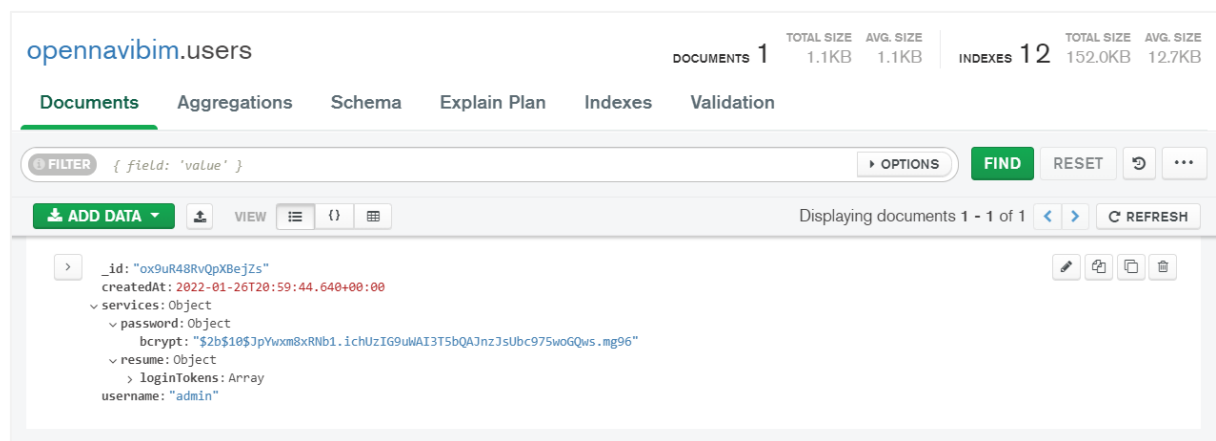 opennavibim.users
DOCUMENTS 1 TOTAL SIZE 1.1KB AVG. SIZE 1.1KB INDEXES 12 TOTAL SIZE 152.0KB AVG. SIZE 12.7KB
Documents Aggregations Schema Explain Plan Indexes Validation
FILTER { field: 'value' } OPTIONS FIND RESET
ADD DATA VIEW {} Displaying documents 1 - 1 of 1 REFRESH
_id: "ox9uR48RvQpXBejZs"
createdAt: 2022-01-26T20:59:44.640+00:00
services: Object
password: Object
bcrypt: "$2b$10$JpYwxm8xRNb1.ichUzIG9uWAI3T5bQAJnzJsUbc975woGQws.mg96"
resume: Object
loginTokens: Array
username: "admin"